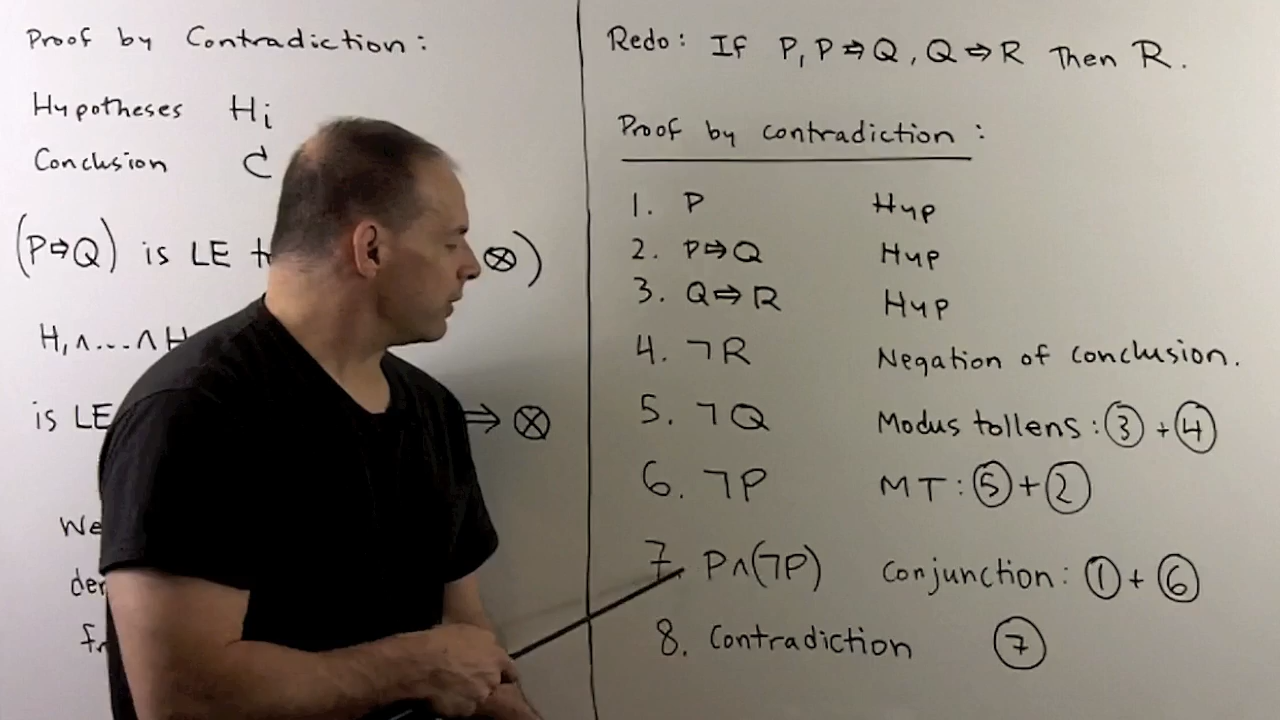 Proof by Contradiction :
Hypotheses Hi
Conclusion C
(P⇒Q) is LE ⊗)
H₁∧...∧H
is LE ⇒ ⊗
We
Redo: If P, P⇒Q, Q⇒R Then R.
Proof by contradiction :
1. P Hyp
2. P⇒Q Hyp
3. Q⇒R Hyp
4. ¬R Negation of conclusion.
5. ¬Q Modus tollens: ③ + ④
6. ¬P MT: ⑤ + ②
7. P∧(¬P) Conjunction: ① + ⑥
8. Contradiction ⑦